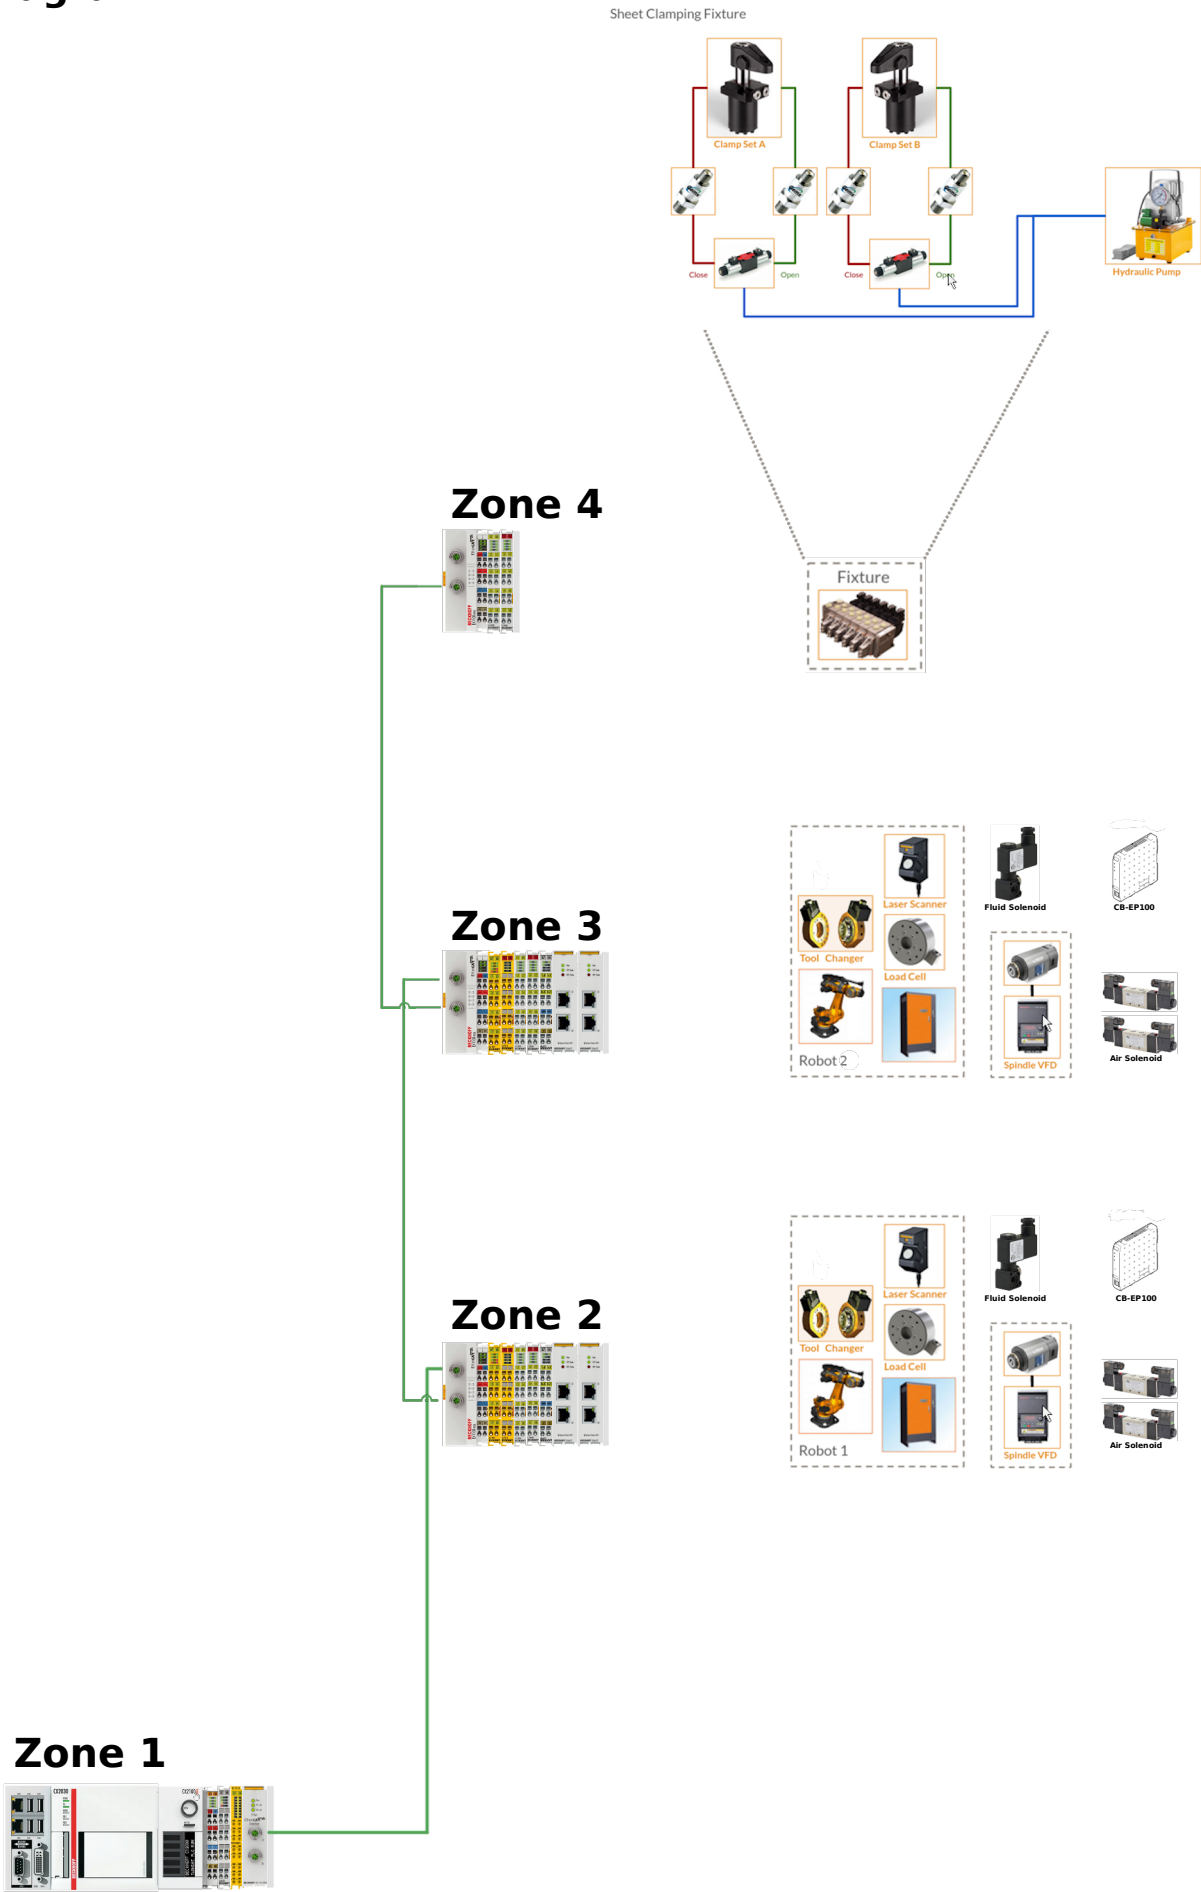 Sheet Clamping Fixture
Clamp Set A
Clamp Set B
Close
Open
Close
Open
Hydraulic Pump
Zone 4
Fixture
Zone 3
Laser Scanner
Tool Changer
Load Cell
Robot 2
Fluid Solenoid
CB-EP100
Spindle VFD
Air Solenoid
Zone 2
Laser Scanner
Tool Changer
Load Cell
Robot 1
Fluid Solenoid
CB-EP100
Spindle VFD
Air Solenoid
Zone 1
CX2030